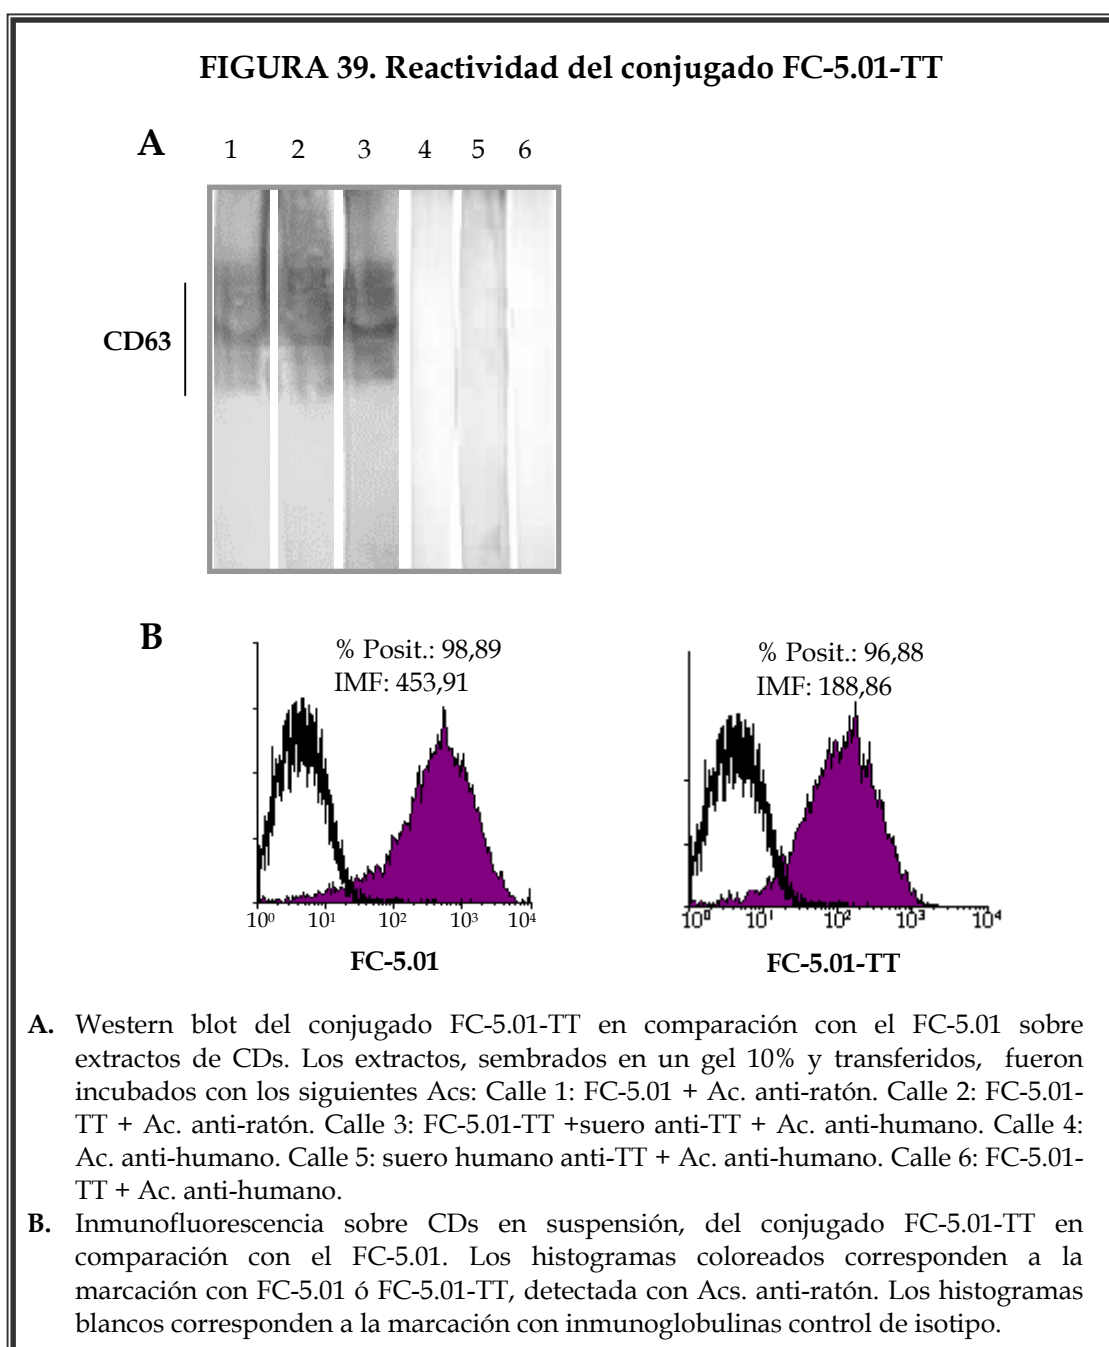 FIGURA 39. Reactividad del conjugado FC-5.01-TT
A 1 2 3 4 5 6
CD63
B
% Posit.: 98,89
IMF: 453,91
10⁰ 10¹ 10² 10³ 10⁴
FC-5.01
% Posit.: 96,88
IMF: 188,86
10⁰ 10¹ 10² 10³ 10⁴
FC-5.01-TT
A. Western blot del conjugado FC-5.01-TT en comparación con el FC-5.01 sobre
extractos de CDs. Los extractos, sembrados en un gel 10% y transferidos, fueron
incubados con los siguientes Acs: Calle 1: FC-5.01 + Ac. anti-ratón. Calle 2: FC-5.01-
TT + Ac. anti-ratón. Calle 3: FC-5.01-TT +suero anti-TT + Ac. anti-humano. Calle 4:
Ac. anti-humano. Calle 5: suero humano anti-TT + Ac. anti-humano. Calle 6: FC-5.01-
TT + Ac. anti-humano.
B. Inmunofluorescencia sobre CDs en suspensión, del conjugado FC-5.01-TT en
comparación con el FC-5.01. Los histogramas coloreados corresponden a la
marcación con FC-5.01 ó FC-5.01-TT, detectada con Acs. anti-ratón. Los histogramas
blancos corresponden a la marcación con inmunoglobulinas control de isotipo.